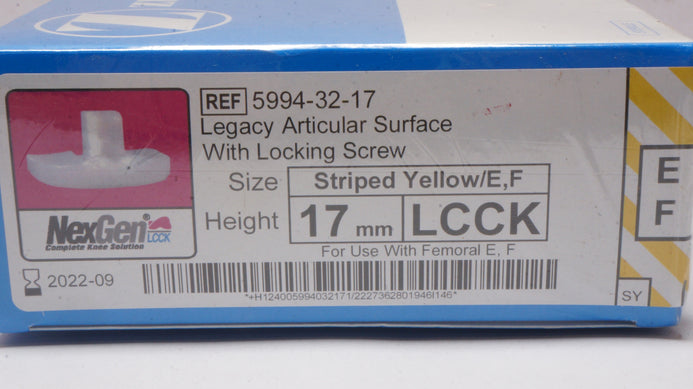 REF 5994-32-17
Legacy Articular Surface
With Locking Screw
Size Striped Yellow/E,F
Height 17 mm LCCK
For Use With Femoral E, F
NexGen LCCK
Complete Knee Solution
2022-09
*+H124005994032171/2227362801946I146*
E
F
SY